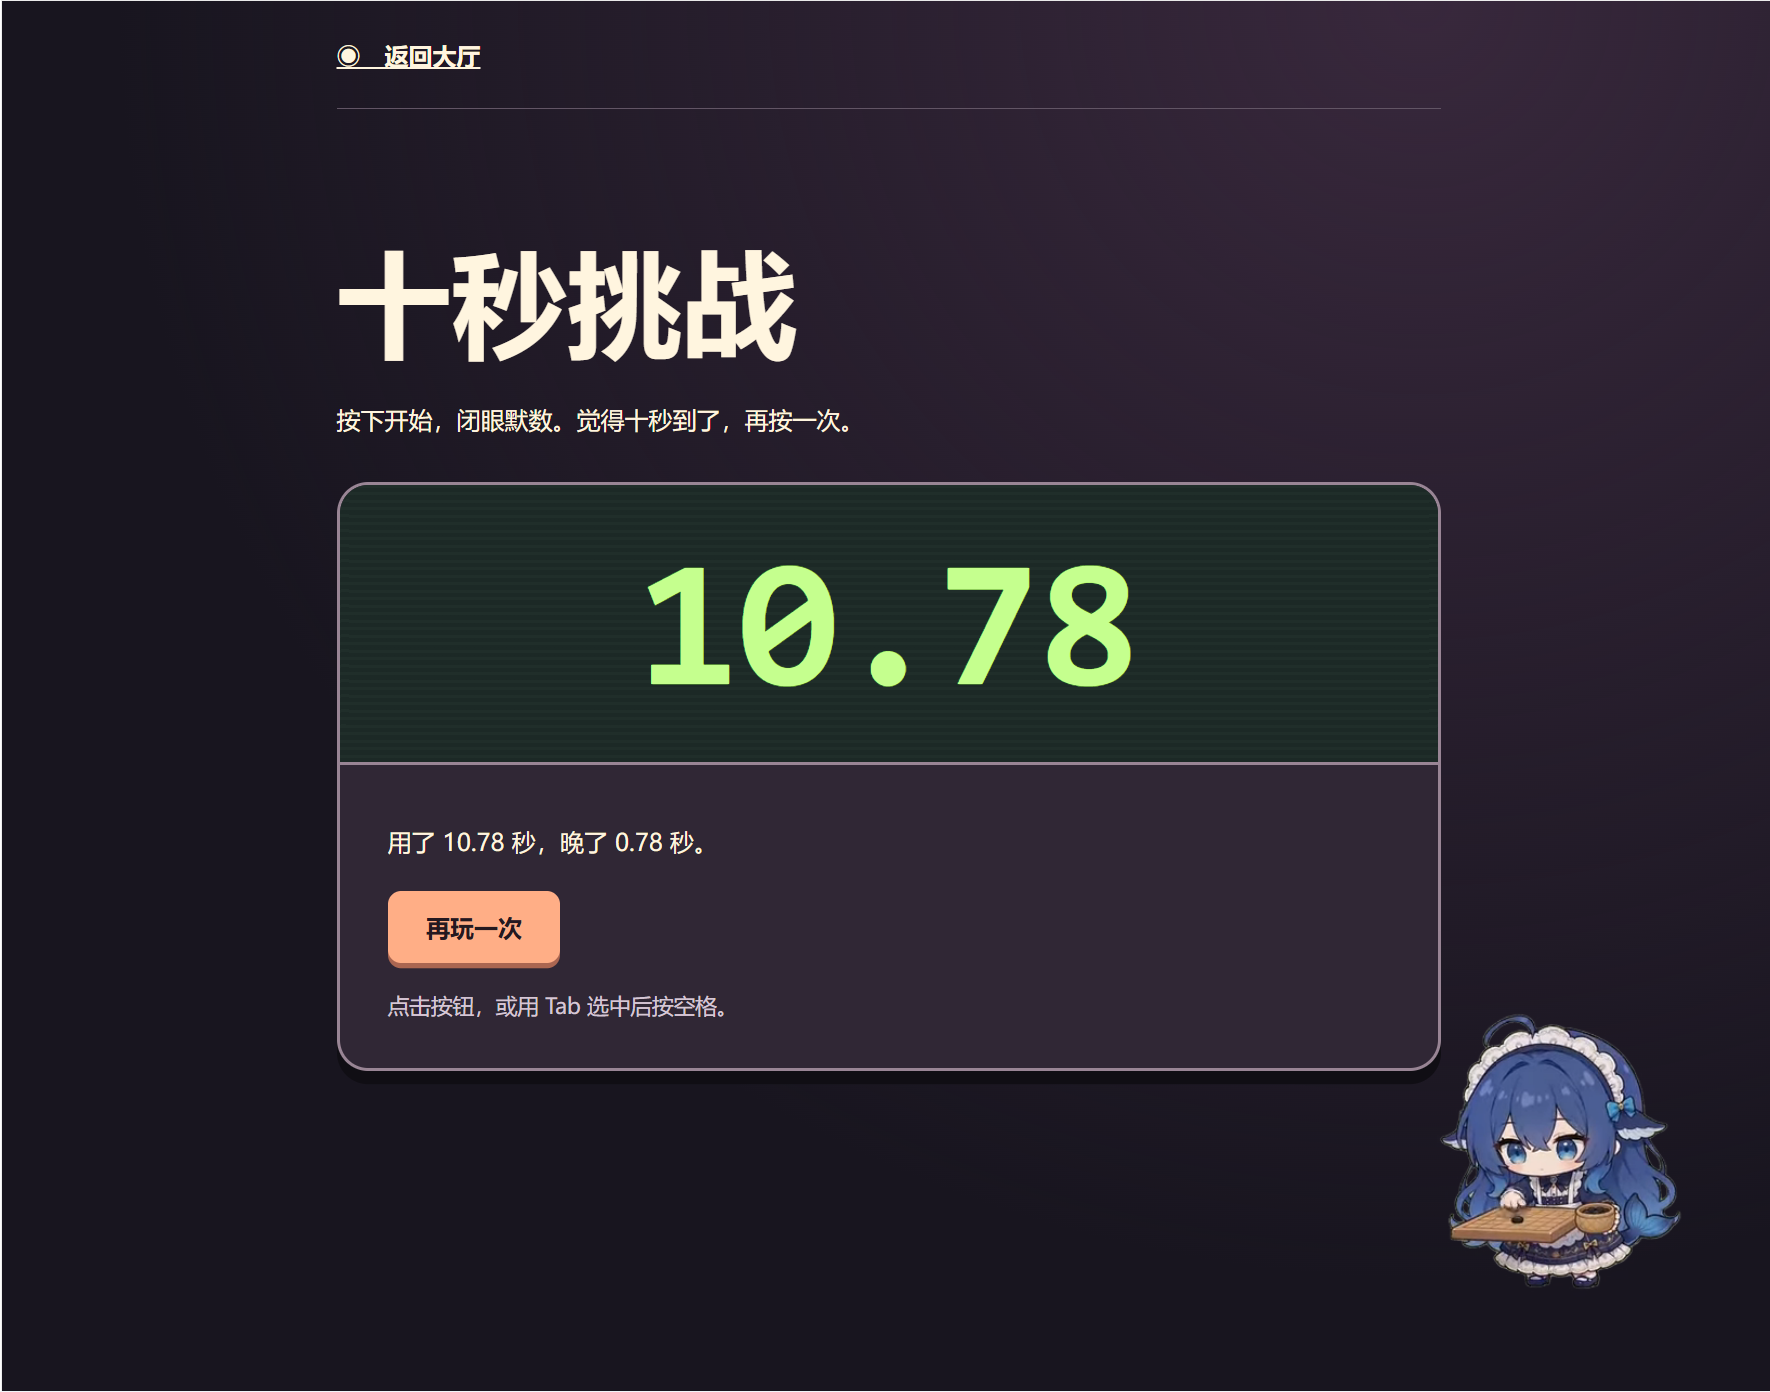 ◉ 返回大厅
十秒挑战
按下开始，闭眼默数。觉得十秒到了，再按一次。
10.78
用了 10.78 秒，晚了 0.78 秒。
再玩一次
点击按钮，或用 Tab 选中后按空格。